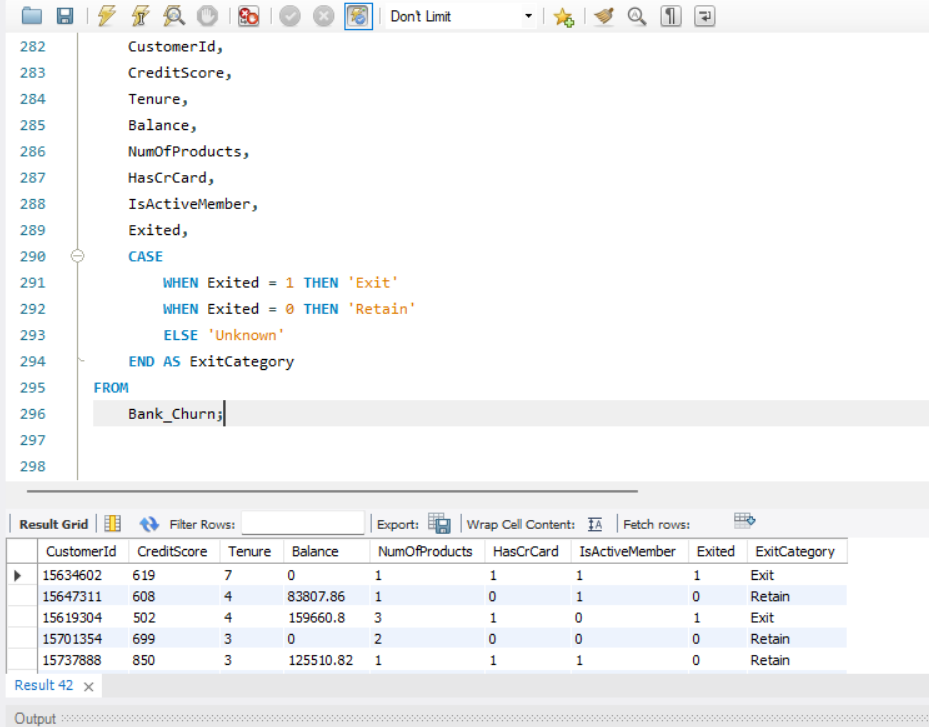 Don't Limit
282 CustomerId,
283 CreditScore,
284 Tenure,
285 Balance,
286 NumOfProducts,
287 HasCrCard,
288 IsActiveMember,
289 Exited,
290 CASE
291 WHEN Exited = 1 THEN 'Exit'
292 WHEN Exited = 0 THEN 'Retain'
293 ELSE 'Unknown'
294 END AS ExitCategory
295 FROM
296 Bank_Churn;
297
298
Result Grid Filter Rows: Export: Wrap Cell Content: IA Fetch rows:
CustomerId CreditScore Tenure Balance NumOfProducts HasCrCard IsActiveMember Exited ExitCategory
15634602 619 7 0 1 1 1 1 Exit
15647311 608 4 83807.86 1 0 1 0 Retain
15619304 502 4 159660.8 3 1 0 1 Exit
15701354 699 3 0 2 0 0 0 Retain
15737888 850 3 125510.82 1 1 1 0 Retain
Result 42
Output